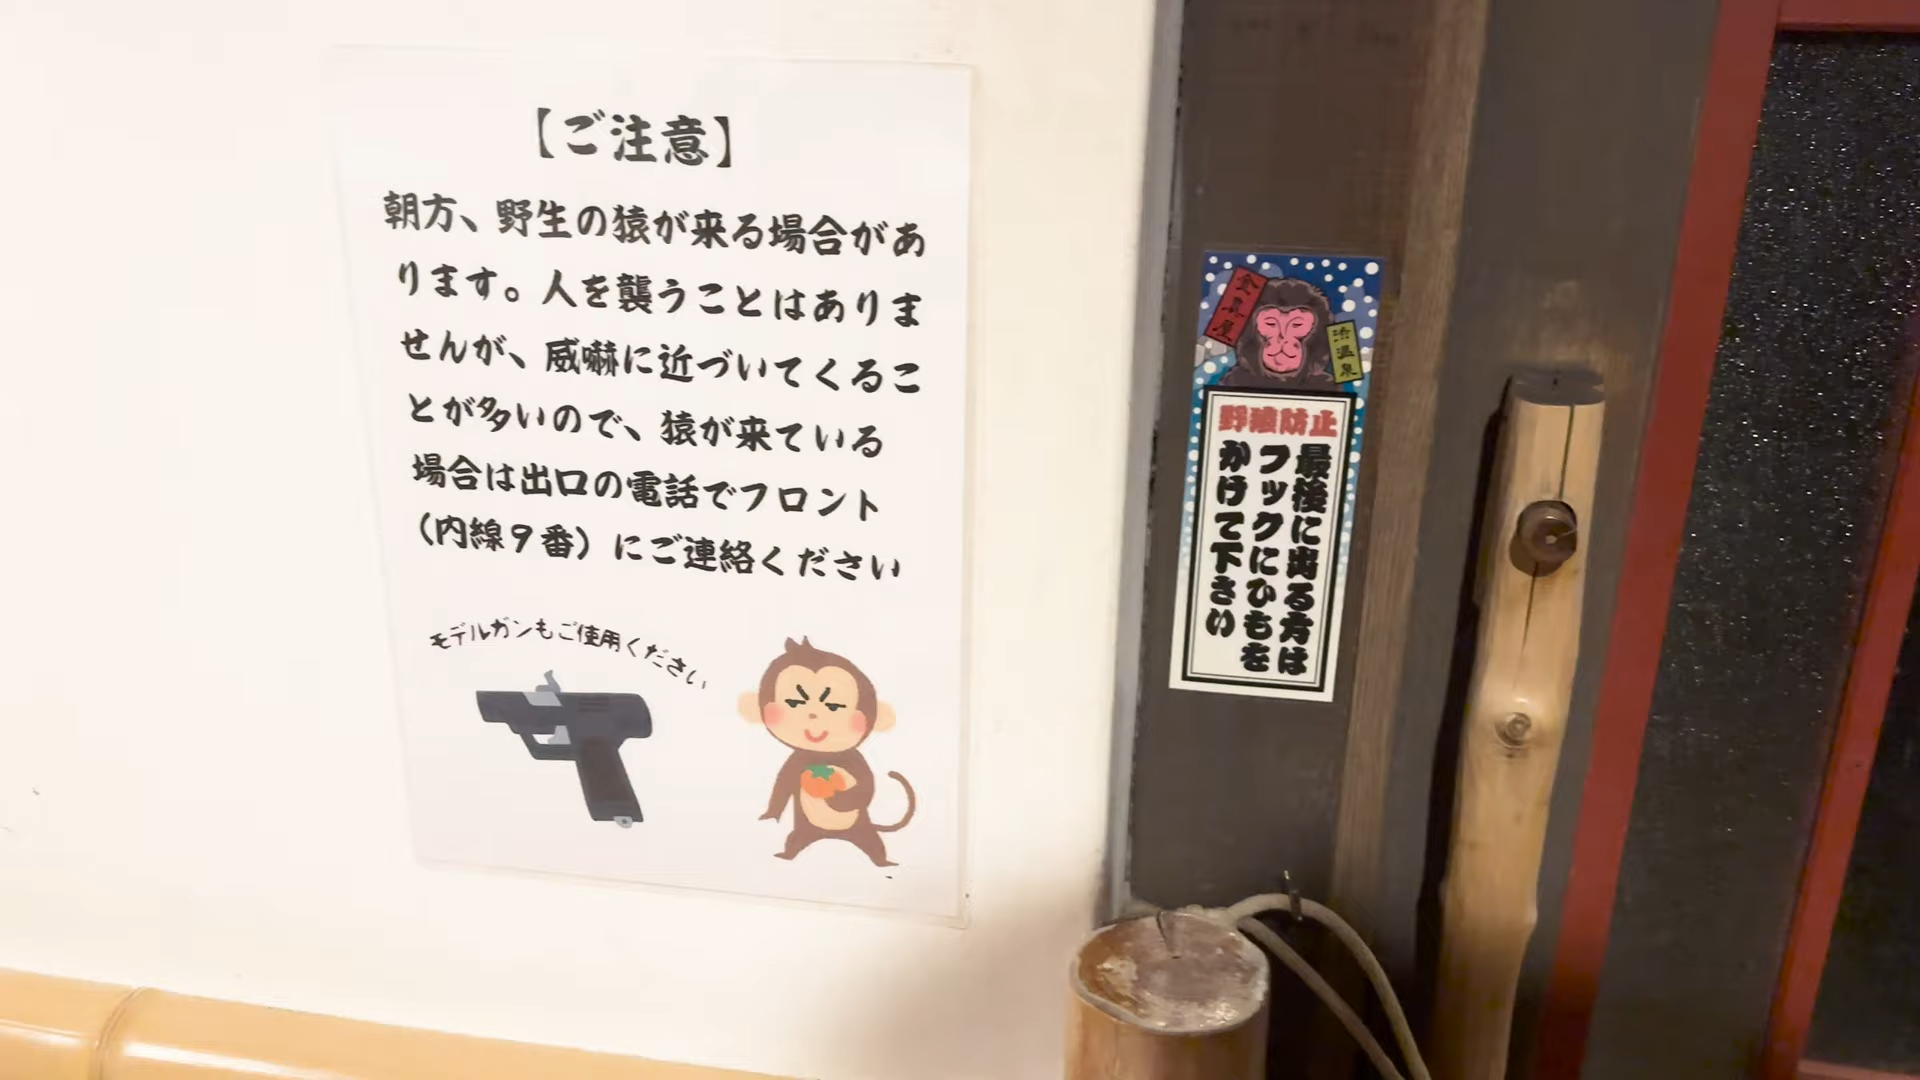 【ご注意】
朝方、野生の猿が来る場合があ
ります。人を襲うことはありま
せんが、威嚇に近づいてくるこ
とが多いので、猿が来ている
場合は出口の電話でフロント
（内線9番）にご連絡ください
モデルガンもご使用ください
金具屋
渋温泉
野猿防止
最後に出る方は
フックにひもを
かけて下さい